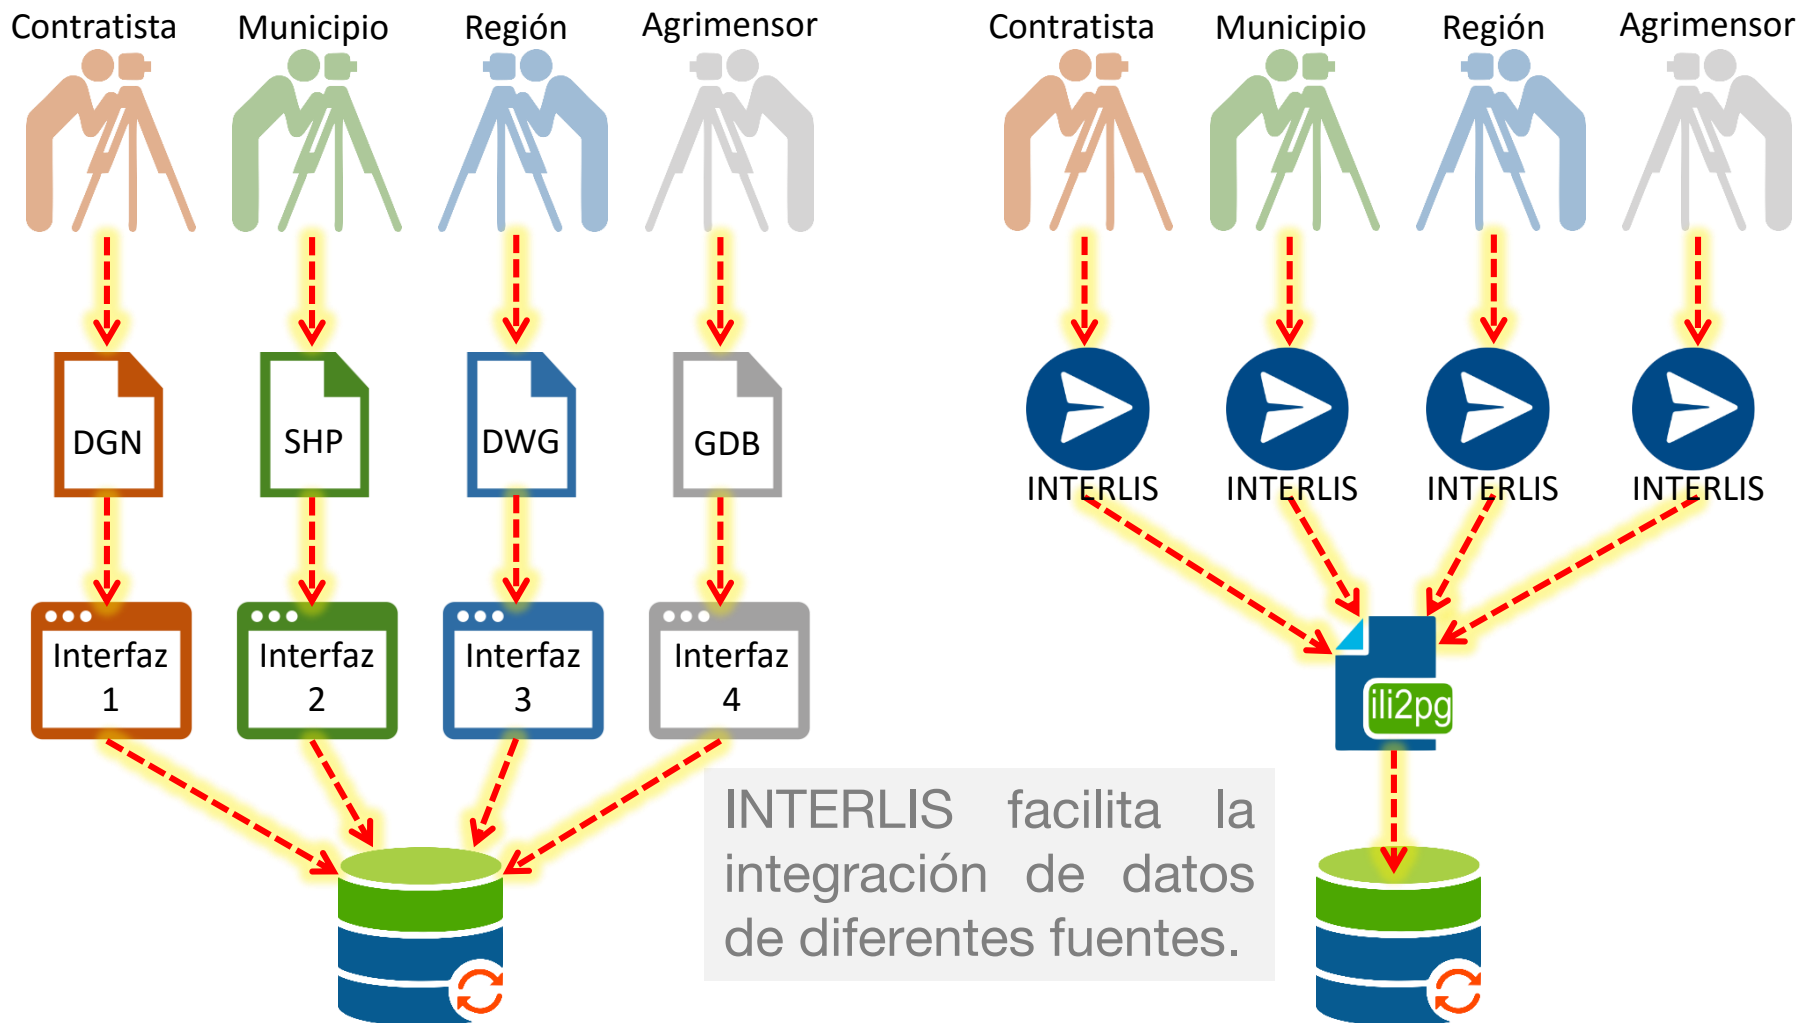 Contratista Municipio Región Agrimensor
DGN SHP DWG GDB
Interfaz Interfaz Interfaz Interfaz
1 2 3 4
Contratista Municipio Región Agrimensor
INTERLIS INTERLIS INTERLIS INTERLIS
ili2pg
INTERLIS facilita la
integración de datos
de diferentes fuentes.